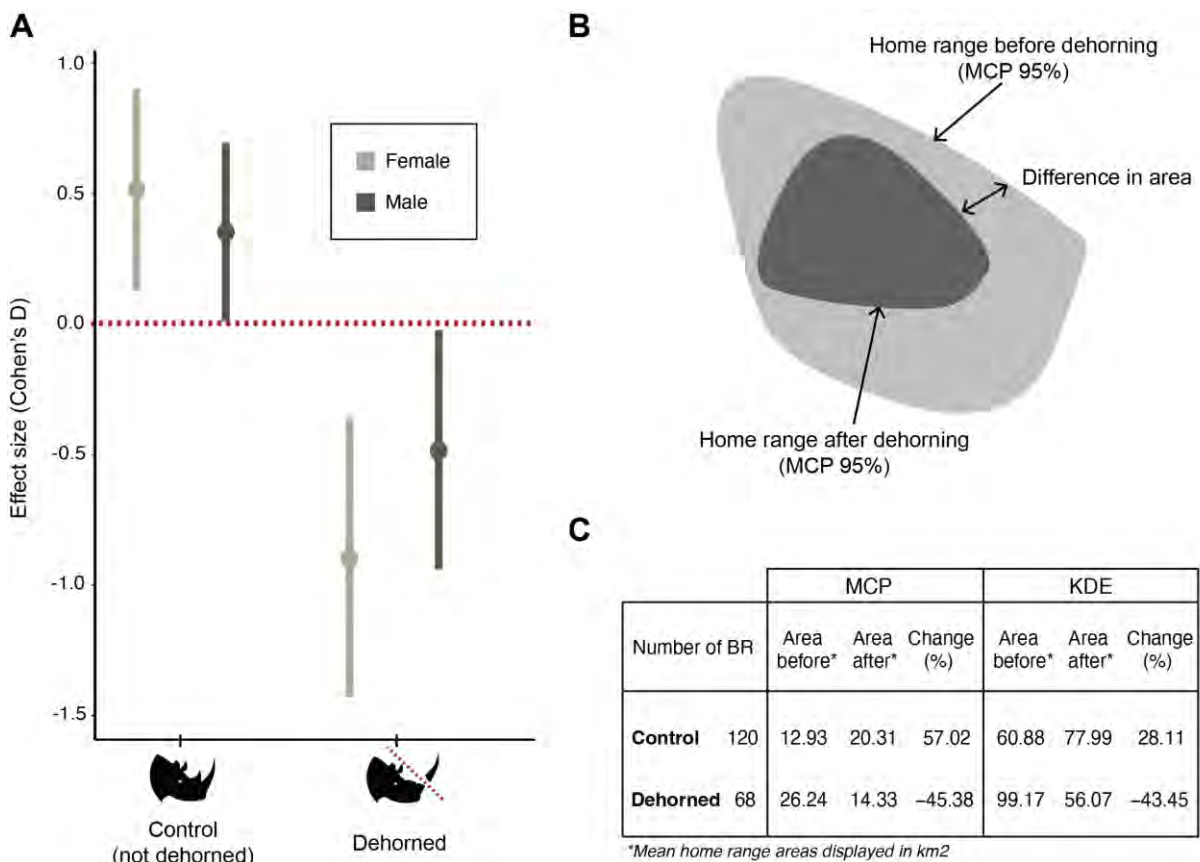 A
Effect size (Cohen's D)
1.0
0.5
0.0
-0.5
-1.0
-1.5
Female
Male
Control
(not dehorned)
Dehorned
B
Home range before dehorning
(MCP 95%)
Difference in area
Home range after dehorning
(MCP 95%)
C
MCP KDE
Number of BR Area before* Area after* Change (%) Area before* Area after* Change (%)
Control 120 12.93 20.31 57.02 60.88 77.99 28.11
Dehorned 68 26.24 14.33 –45.38 99.17 56.07 –43.45
*Mean home range areas displayed in km2